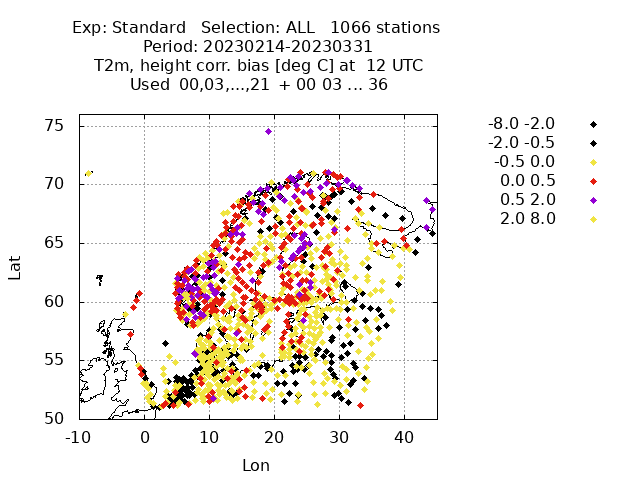 Exp: Standard   Selection: ALL   1066 stations
Period: 20230214-20230331
T2m, height corr. bias [deg C] at  12 UTC
Used  00,03,...,21  + 00 03 ... 36
-8.0 -2.0
-2.0 -0.5
-0.5 0.0
0.0 0.5
0.5 2.0
2.0 8.0
75
70
65
60
55
50
Lat
-10 0 10 20 30 40
Lon